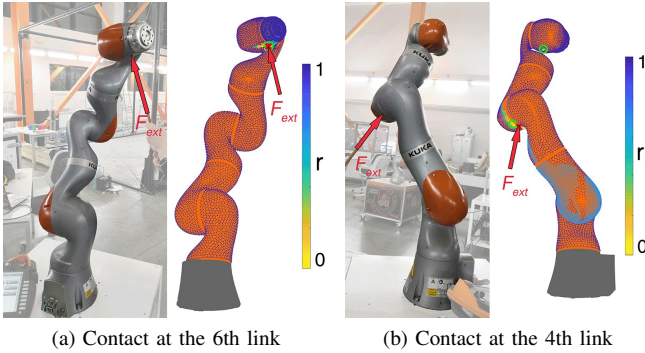 F_ext
F_ext
1
r
0
KUKA
KUKA
F_ext
F_ext
1
r
0
(a) Contact at the 6th link
(b) Contact at the 4th link